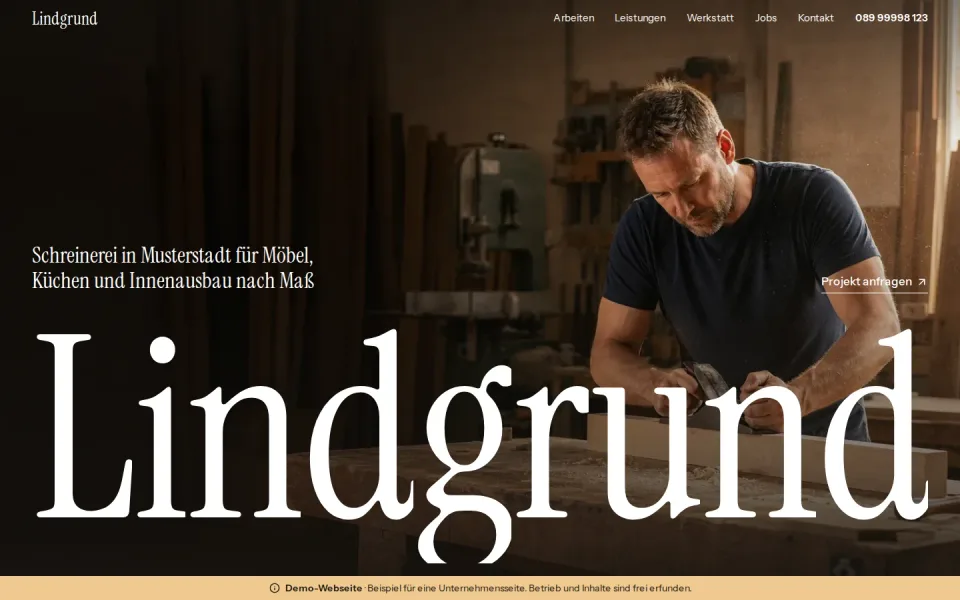 Lindgrund
Arbeiten Leistungen Werkstatt Jobs Kontakt 089 99998 123
Schreinerei in Musterstadt für Möbel,
Küchen und Innenausbau nach Maß
Projekt anfragen
Lindgrund
Demo-Webseite · Beispiel für eine Unternehmensseite. Betrieb und Inhalte sind frei erfunden.